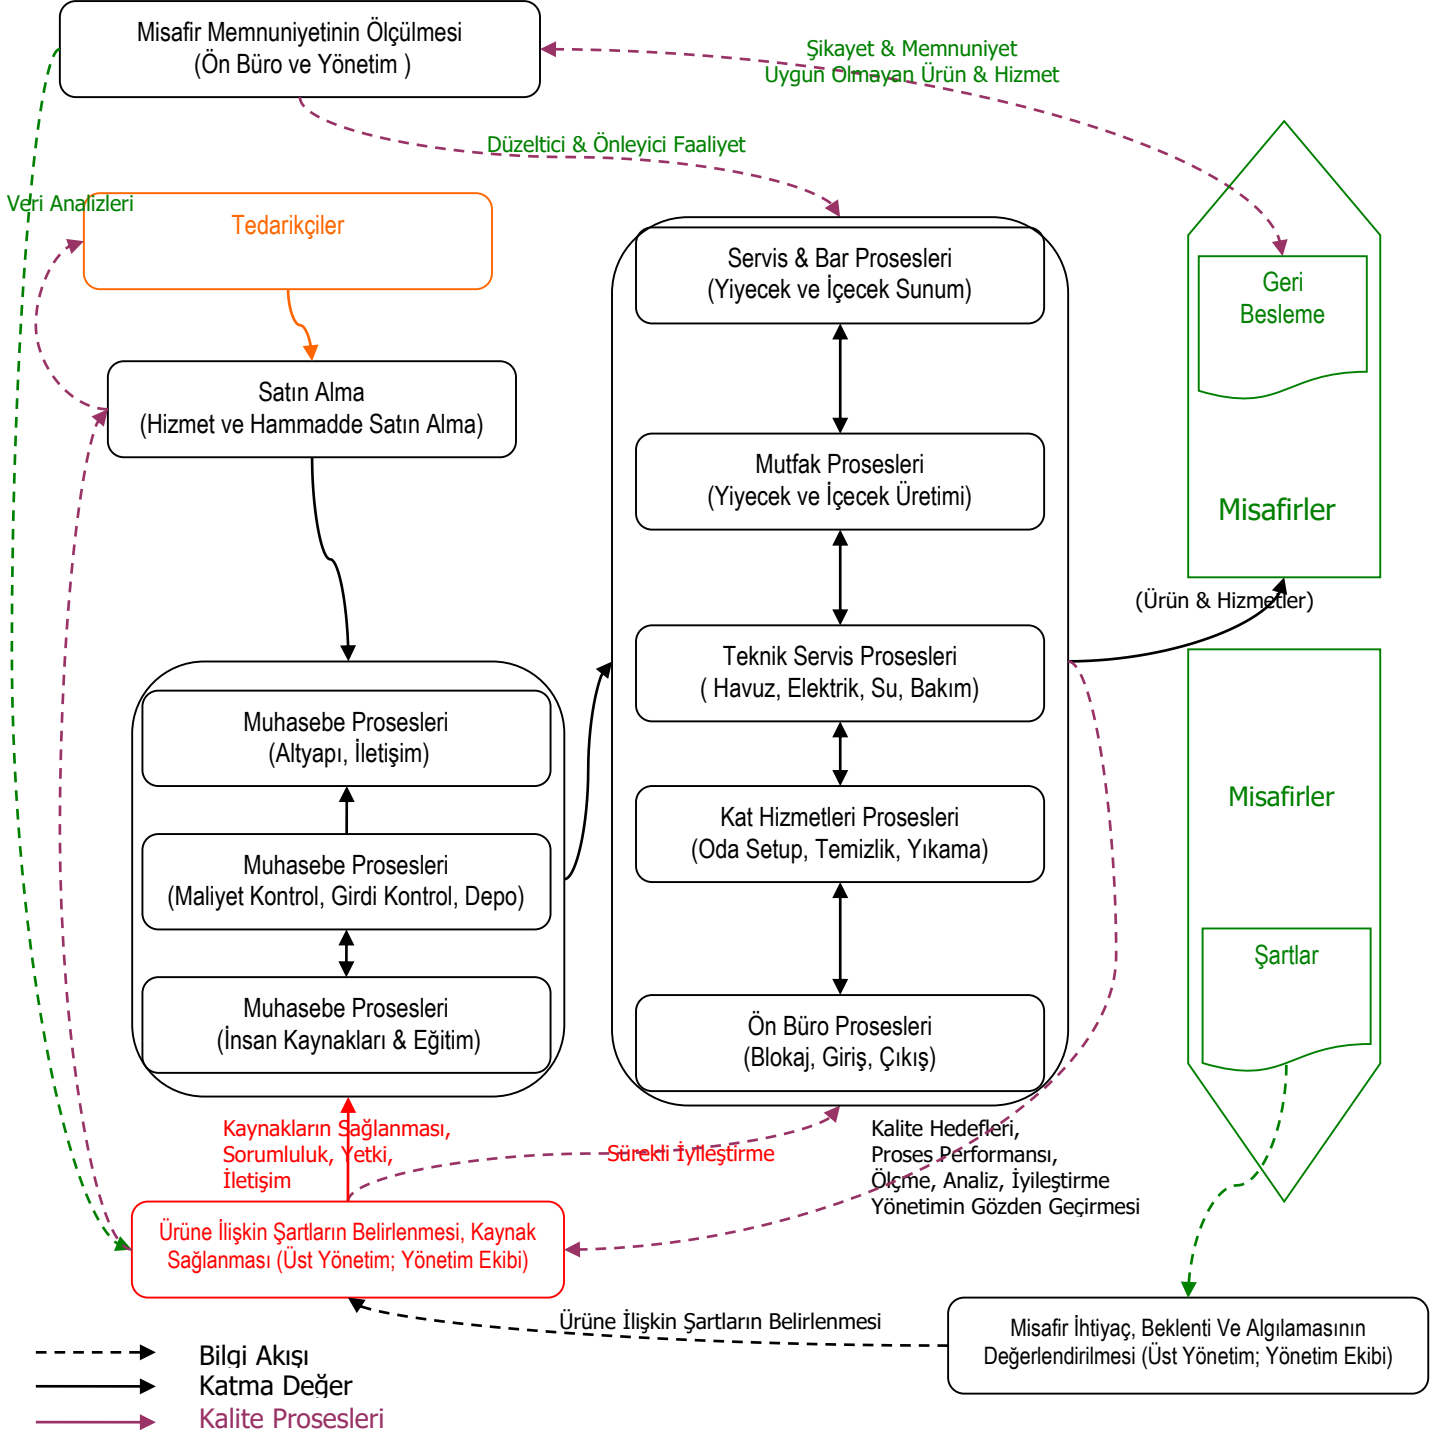 Misafir Memnuniyetinin Ölçülmesi
(Ön Büro ve Yönetim )
Şikayet & Memnuniyet
Uygun Olmayan Ürün & Hizmet
Düzeltici & Önleyici Faaliyet
Veri Analizleri
Tedarikçiler
Satın Alma
(Hizmet ve Hammadde Satın Alma)
Muhasebe Prosesleri
(Altyapı, İletişim)
Muhasebe Prosesleri
(Maliyet Kontrol, Girdi Kontrol, Depo)
Muhasebe Prosesleri
(İnsan Kaynakları & Eğitim)
Servis & Bar Prosesleri
(Yiyecek ve İçecek Sunum)
Mutfak Prosesleri
(Yiyecek ve İçecek Üretimi)
Teknik Servis Prosesleri
( Havuz, Elektrik, Su, Bakım)
Kat Hizmetleri Prosesleri
(Oda Setup, Temizlik, Yıkama)
Ön Büro Prosesleri
(Blokaj, Giriş, Çıkış)
Geri
Besleme
Misafirler
(Ürün & Hizmetler)
Misafirler
Şartlar
Kaynakların Sağlanması,
Sorumluluk, Yetki,
İletişim
Sürekli İyileştirme
Kalite Hedefleri,
Proses Performansı,
Ölçme, Analiz, İyileştirme
Yönetimin Gözden Geçirmesi
Ürüne İlişkin Şartların Belirlenmesi, Kaynak
Sağlanması (Üst Yönetim; Yönetim Ekibi)
Ürüne İlişkin Şartların Belirlenmesi
Misafir İhtiyaç, Beklenti Ve Algılamasının
Değerlendirilmesi (Üst Yönetim; Yönetim Ekibi)
Bilgi Akışı
Katma Değer
Kalite Prosesleri